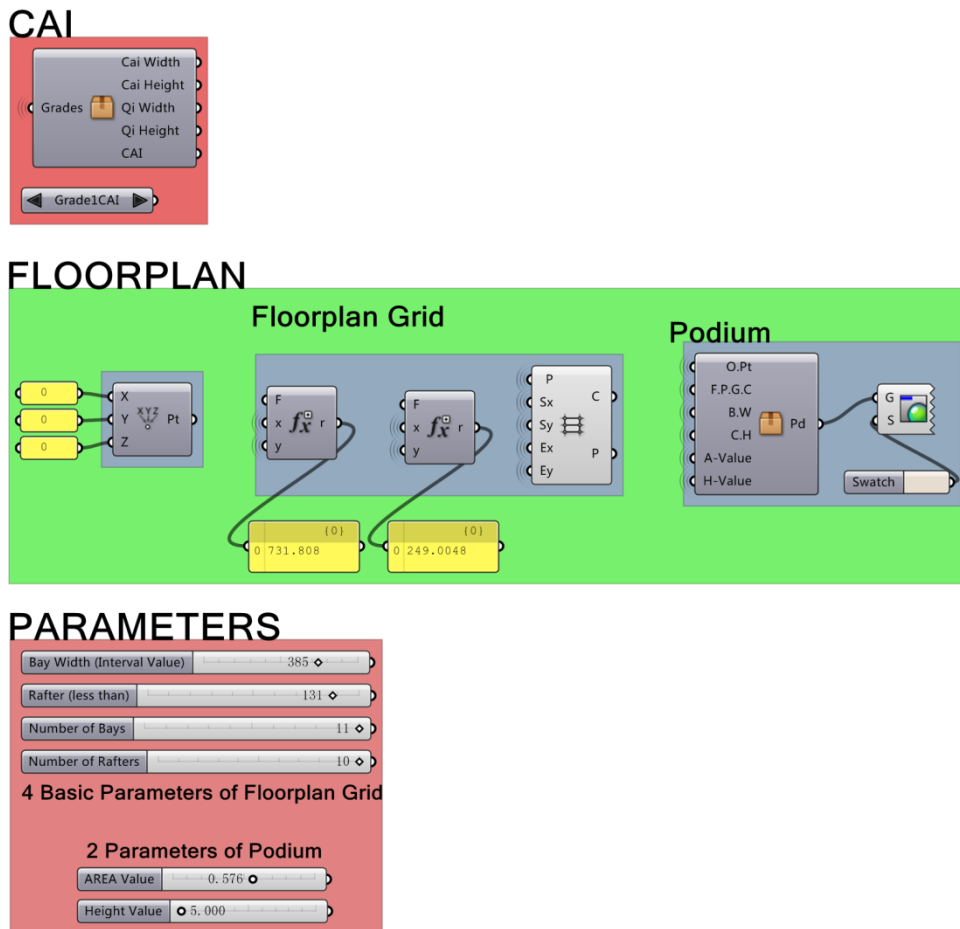 CAI
Grades
Cai Width
Cai Height
Qi Width
Qi Height
CAI
Grade1CAI
FLOORPLAN
Floorplan Grid
Podium
0
0
0
X
Y
Z
XYZ
Pt
F
x
y
fx
r
F
x
y
fx
r
P
Sx
Sy
Ex
Ey
C
P
{0}
0 731.808
{0}
0 249.0048
O.Pt
F.P.G.C
B.W
C.H
A-Value
H-Value
Pd
G
S
Swatch
PARAMETERS
Bay Width (Interval Value) 385
Rafter (less than) 131
Number of Bays 11
Number of Rafters 10
4 Basic Parameters of Floorplan Grid
2 Parameters of Podium
AREA Value 0.576
Height Value 5.000